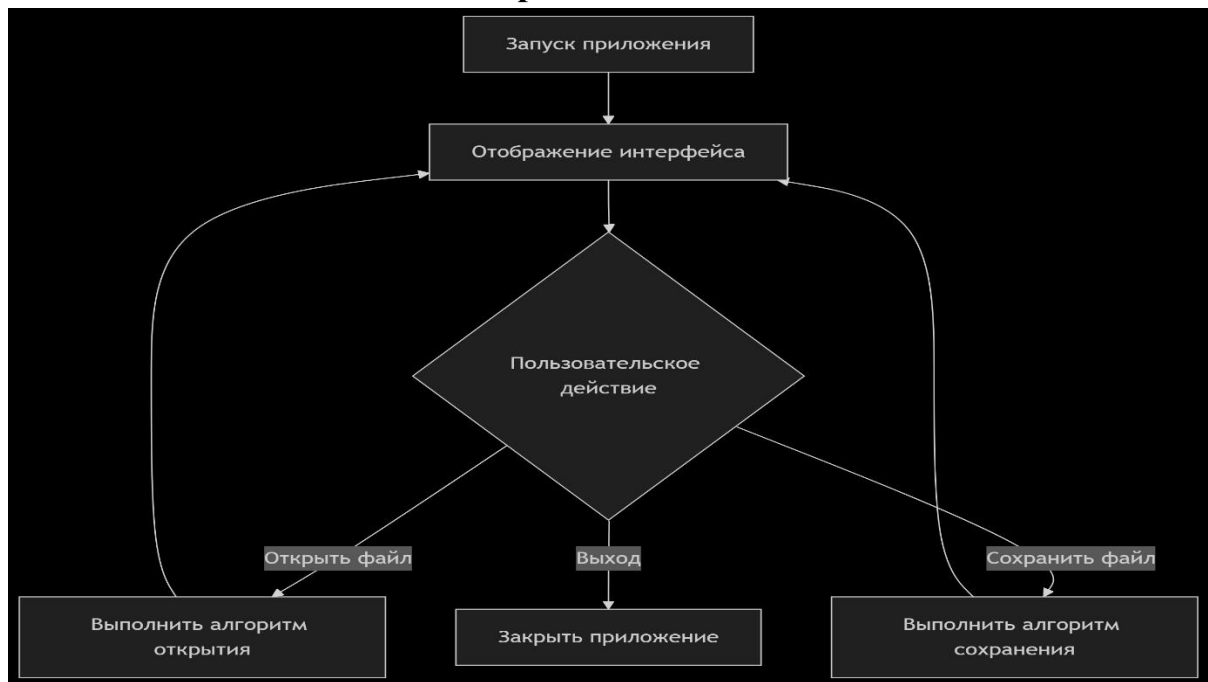 Запуск приложения
Отображение интерфейса
Пользовательское
действие
Открыть файл
Выход
Сохранить файл
Выполнить алгоритм
открытия
Закрыть приложение
Выполнить алгоритм
сохранения